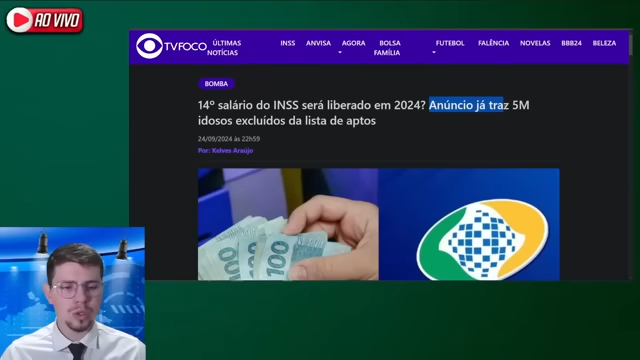 AO VIVO
TV FOCO
ÚLTIMAS NOTÍCIAS
INSS
ANVISA
AGORA
BOLSA FAMÍLIA
FUTEBOL
FALÊNCIA
NOVELAS
BBB24
BELEZA
BOMBA
14º salário do INSS será liberado em 2024? Anúncio já traz 5M
idosos excluídos da lista de aptos
24/09/2024 às 22h59
Por: Kelves Araújo
100
100